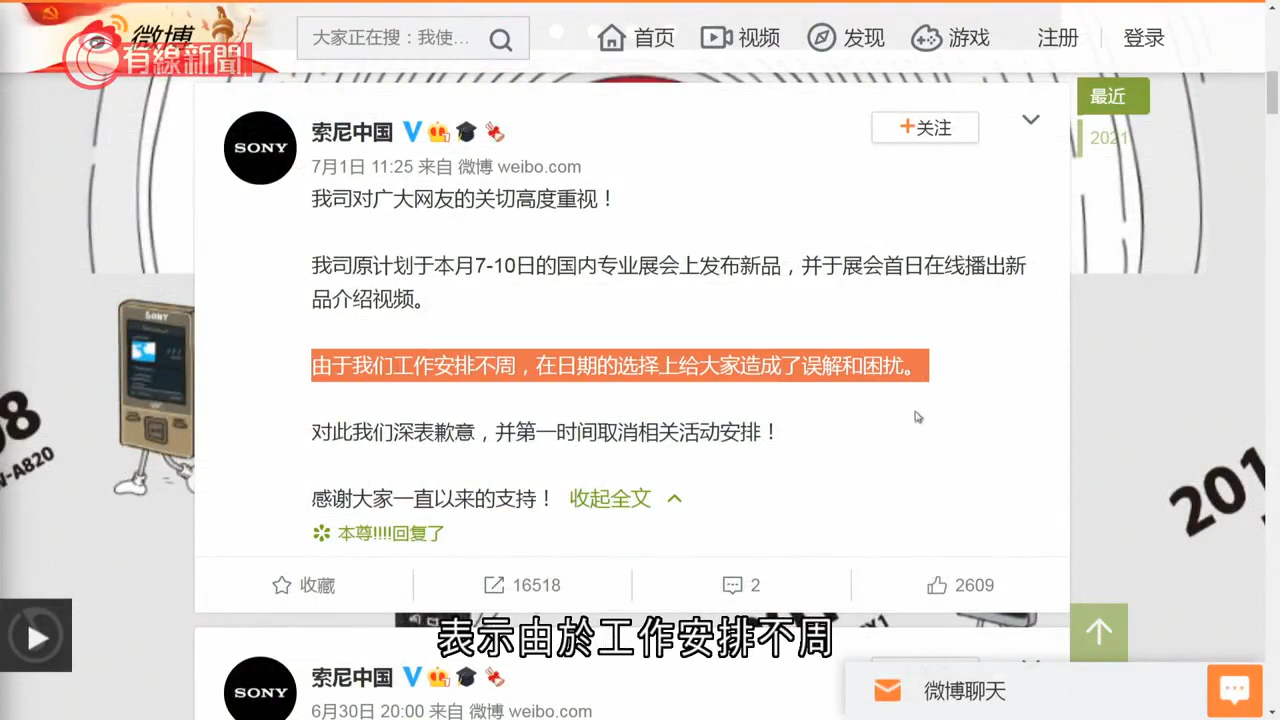 微博
有線新聞
大家正在搜：我使...
首页
视频
发现
游戏
注册
登录
最近
2021
SONY
索尼中国
+关注
7月1日 11:25 来自 微博 weibo.com
我司对广大网友的关切高度重视！
我司原计划于本月7-10日的国内专业展会上发布新品，并于展会首日在线播出新
品介绍视频。
由于我们工作安排不周，在日期的选择上给大家造成了误解和困扰。
对此我们深表歉意，并第一时间取消相关活动安排！
感谢大家一直以来的支持！ 收起全文
本尊!!!!回复了
收藏
16518
2
2609
SONY
N-A820
201
表示由於工作安排不周
SONY
索尼中国
6月30日 20:00 来自 微博 weibo.com
微博聊天